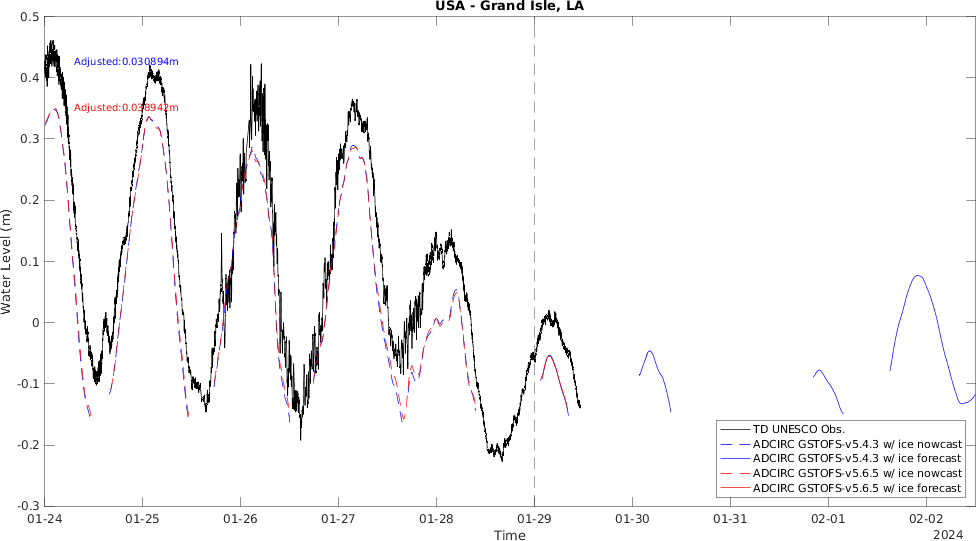 USA - Grand Isle, LA
0.5
0.4
0.3
0.2
0.1
0
-0.1
-0.2
-0.3
Water Level (m)
Adjusted:0.030894m
Adjusted:0.038942m
TD UNESCO Obs.
ADCIRC GSTOFS-v5.4.3 w/ ice nowcast
ADCIRC GSTOFS-v5.4.3 w/ ice forecast
ADCIRC GSTOFS-v5.6.5 w/ ice nowcast
ADCIRC GSTOFS-v5.6.5 w/ ice forecast
01-24 01-25 01-26 01-27 01-28 01-29 01-30 01-31 02-01 02-02
Time
2024